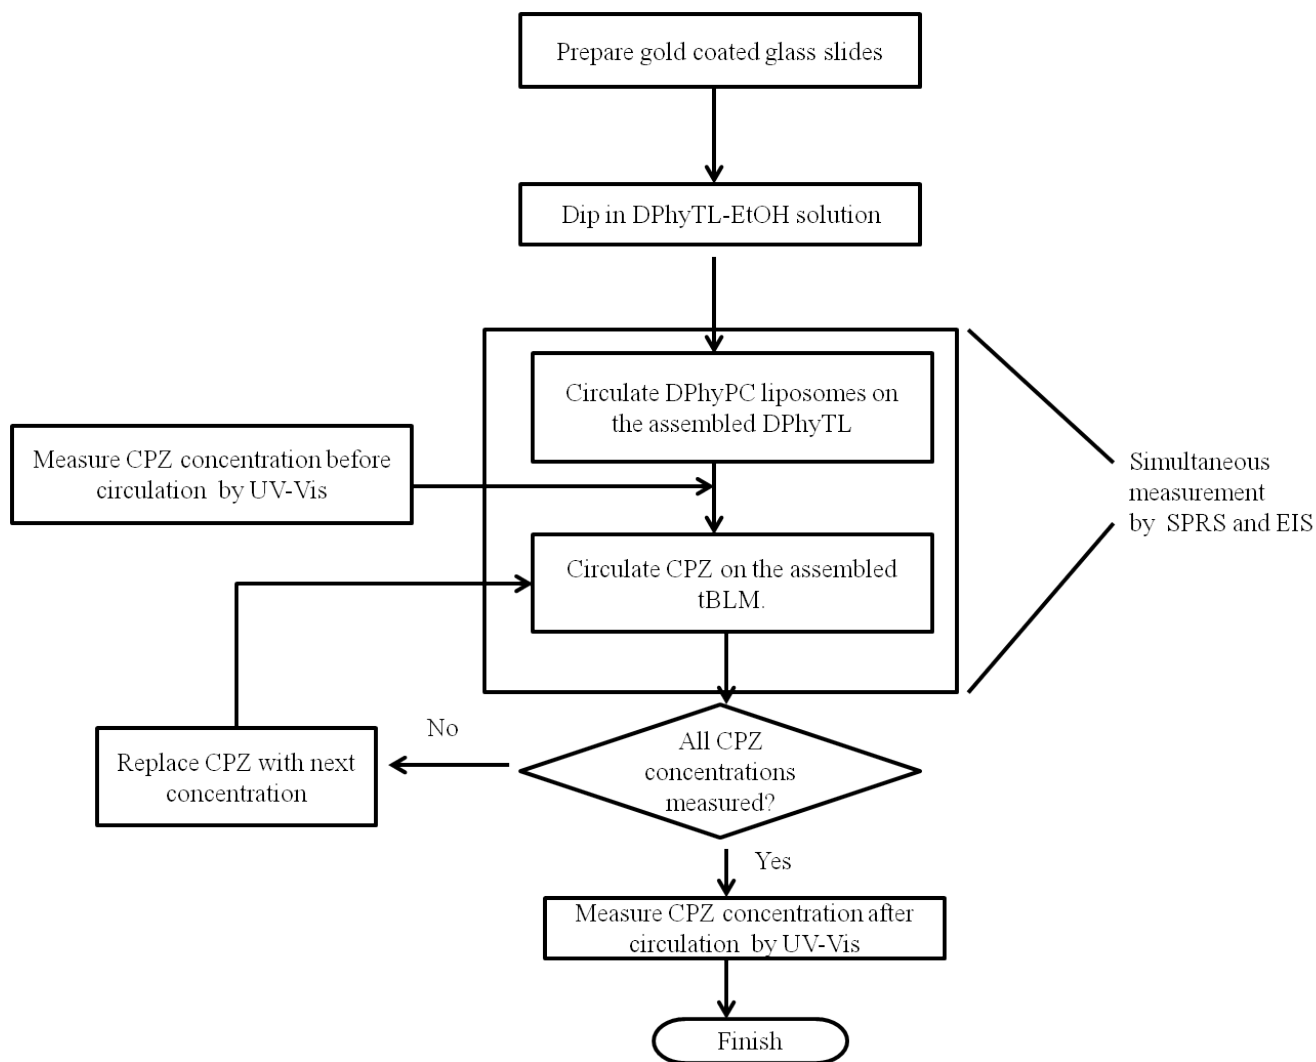 Prepare gold coated glass slides
Dip in DPhyTL-EtOH solution
Circulate DPhyPC liposomes on
the assembled DPhyTL
Measure CPZ concentration before
circulation by UV-Vis
Simultaneous
measurement
by SPRS and EIS
Circulate CPZ on the assembled
tBLM.
No
All CPZ
concentrations
measured?
Replace CPZ with next
concentration
Yes
Measure CPZ concentration after
circulation by UV-Vis
Finish